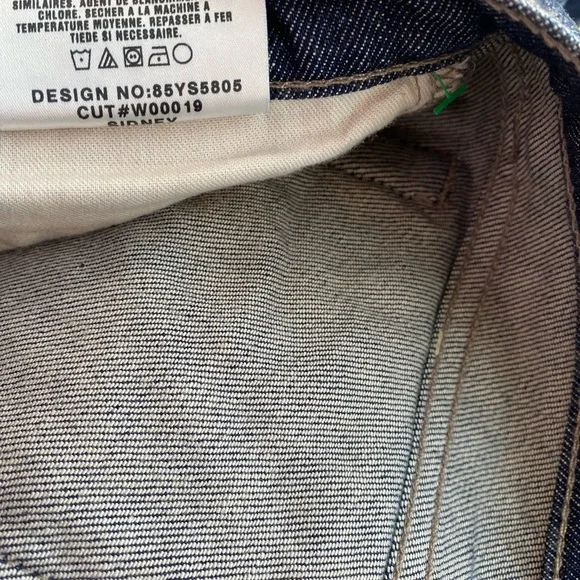 SIMILAIRES. AGENT DE BLANCHIMENT
CHLORE. SECHER A LA MACHINE A
TEMPERATURE MOYENNE. REPASSER A FER
TIEDE SI NECESSAIRE.
DESIGN NO:85YS5805
CUT#W00019
SIDNEY